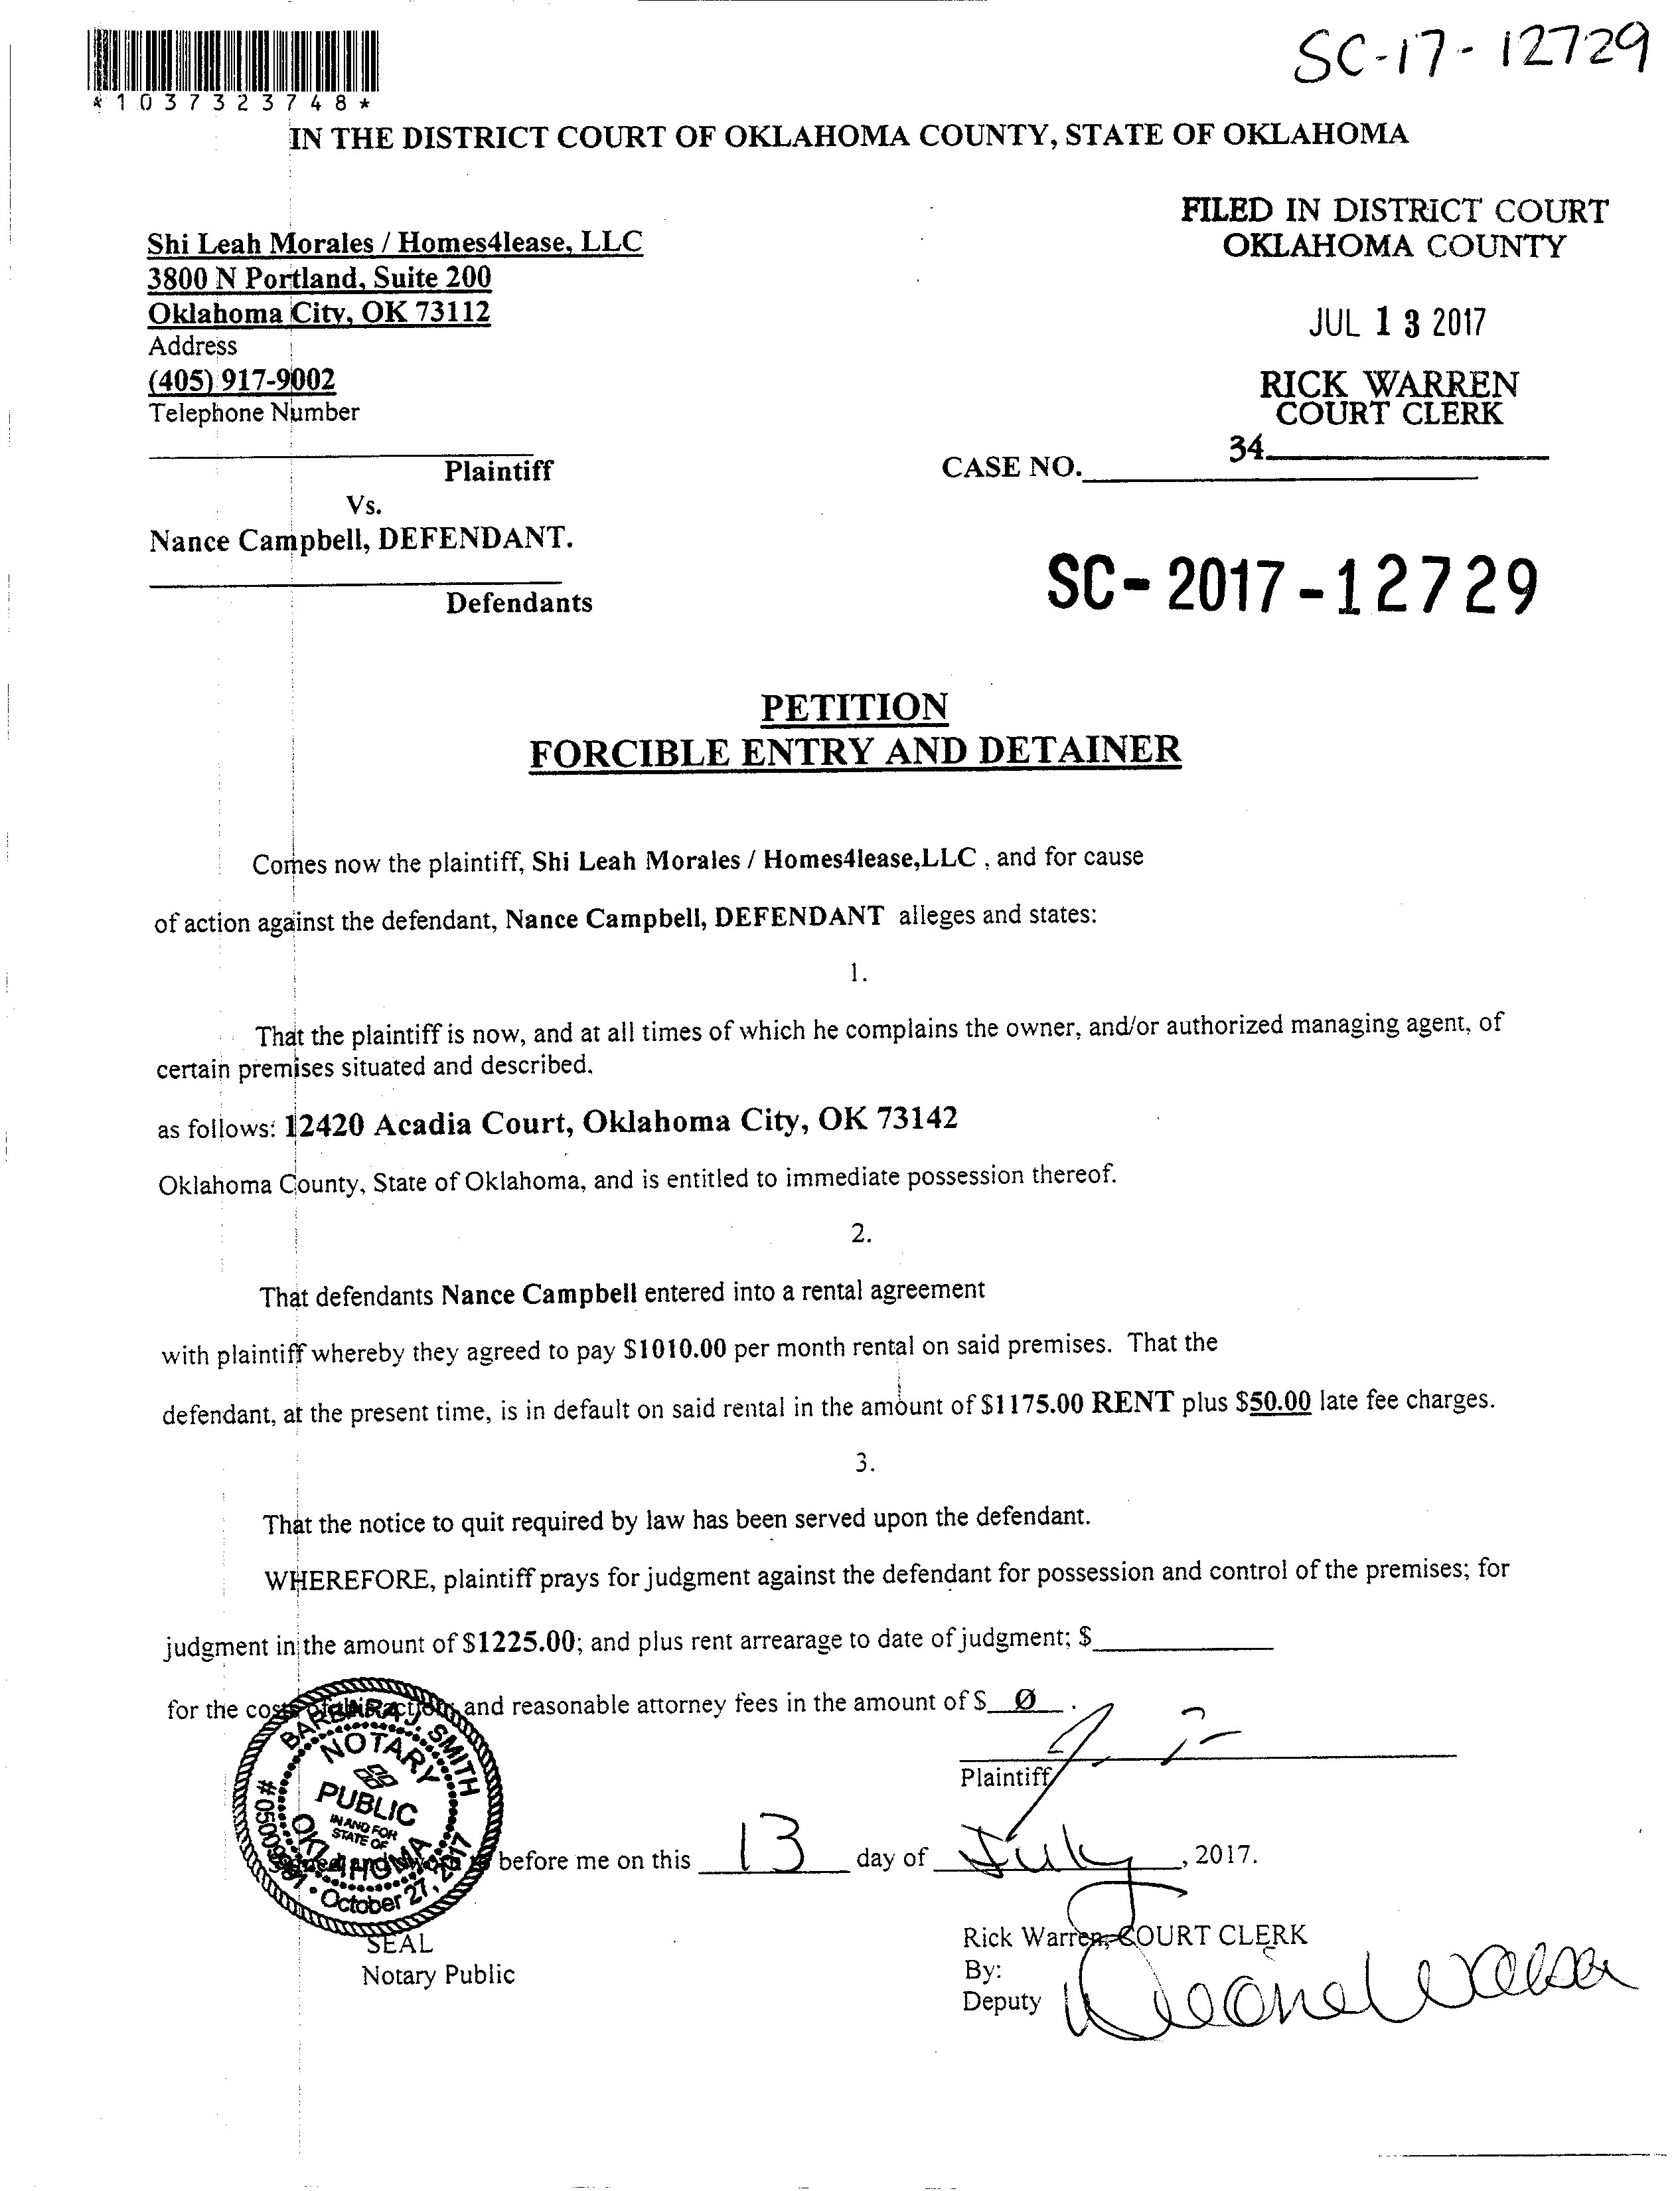 SC-17-12729
*1037323748*
IN THE DISTRICT COURT OF OKLAHOMA COUNTY, STATE OF OKLAHOMA
FILED IN DISTRICT COURT
OKLAHOMA COUNTY
JUL 13 2017
RICK WARREN
COURT CLERK
34
Shi Leah Morales / Homes4lease, LLC
3800 N Portland, Suite 200
Oklahoma City, OK 73112
Address
(405) 917-9002
Telephone Number
Plaintiff
CASE NO.
Vs.
Nance Campbell, DEFENDANT.
Defendants
SC-2017-12729
PETITION
FORCIBLE ENTRY AND DETAINER
Comes now the plaintiff, Shi Leah Morales / Homes4lease,LLC , and for cause
of action against the defendant, Nance Campbell, DEFENDANT alleges and states:
1.
That the plaintiff is now, and at all times of which he complains the owner, and/or authorized managing agent, of
certain premises situated and described.
as follows: 12420 Acadia Court, Oklahoma City, OK 73142
Oklahoma County, State of Oklahoma, and is entitled to immediate possession thereof.
2.
That defendants Nance Campbell entered into a rental agreement
with plaintiff whereby they agreed to pay $1010.00 per month rental on said premises. That the
defendant, at the present time, is in default on said rental in the amount of $1175.00 RENT plus $50.00 late fee charges.
3.
That the notice to quit required by law has been served upon the defendant.
WHEREFORE, plaintiff prays for judgment against the defendant for possession and control of the premises; for
judgment in the amount of $1225.00; and plus rent arrearage to date of judgment; $
for the costs of this action; and reasonable attorney fees in the amount of $ Ø .
Plaintiff
BARBARA J. SMITH
NOTARY
PUBLIC
IN AND FOR
STATE OF
OKLAHOMA
October 27, 2017
before me on this 13 day of July, 2017.
SEAL
Notary Public
Rick Warren, COURT CLERK
By:
Deputy